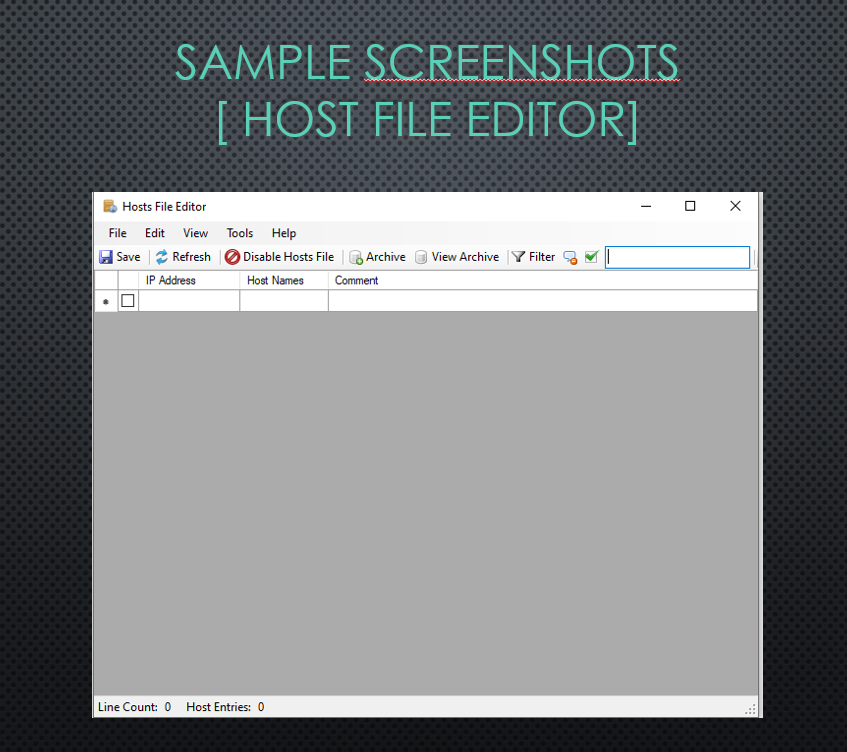 SAMPLE SCREENSHOTS
[ HOST FILE EDITOR]
Hosts File Editor
File Edit View Tools Help
Save Refresh Disable Hosts File Archive View Archive Filter
IP Address Host Names Comment
Line Count: 0 Host Entries: 0